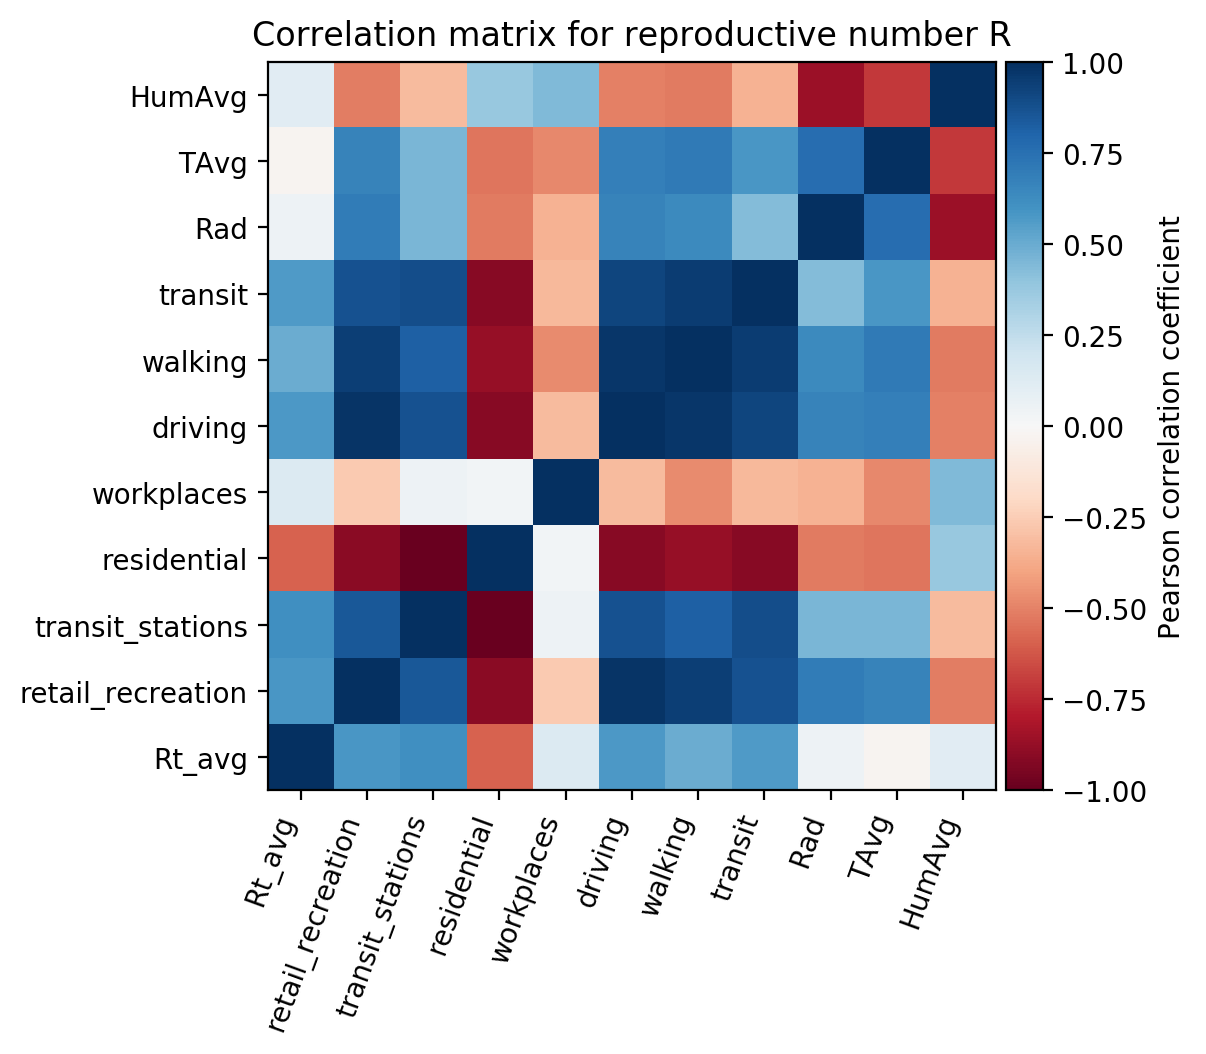 Correlation matrix for reproductive number R
HumAvg
TAvg
Rad
transit
walking
driving
workplaces
residential
transit_stations
retail_recreation
Rt_avg
Rt_avg
retail_recreation
transit_stations
residential
workplaces
driving
walking
transit
Rad
TAvg
HumAvg
1.00
0.75
0.50
0.25
0.00
−0.25
−0.50
−0.75
−1.00
Pearson correlation coefficient